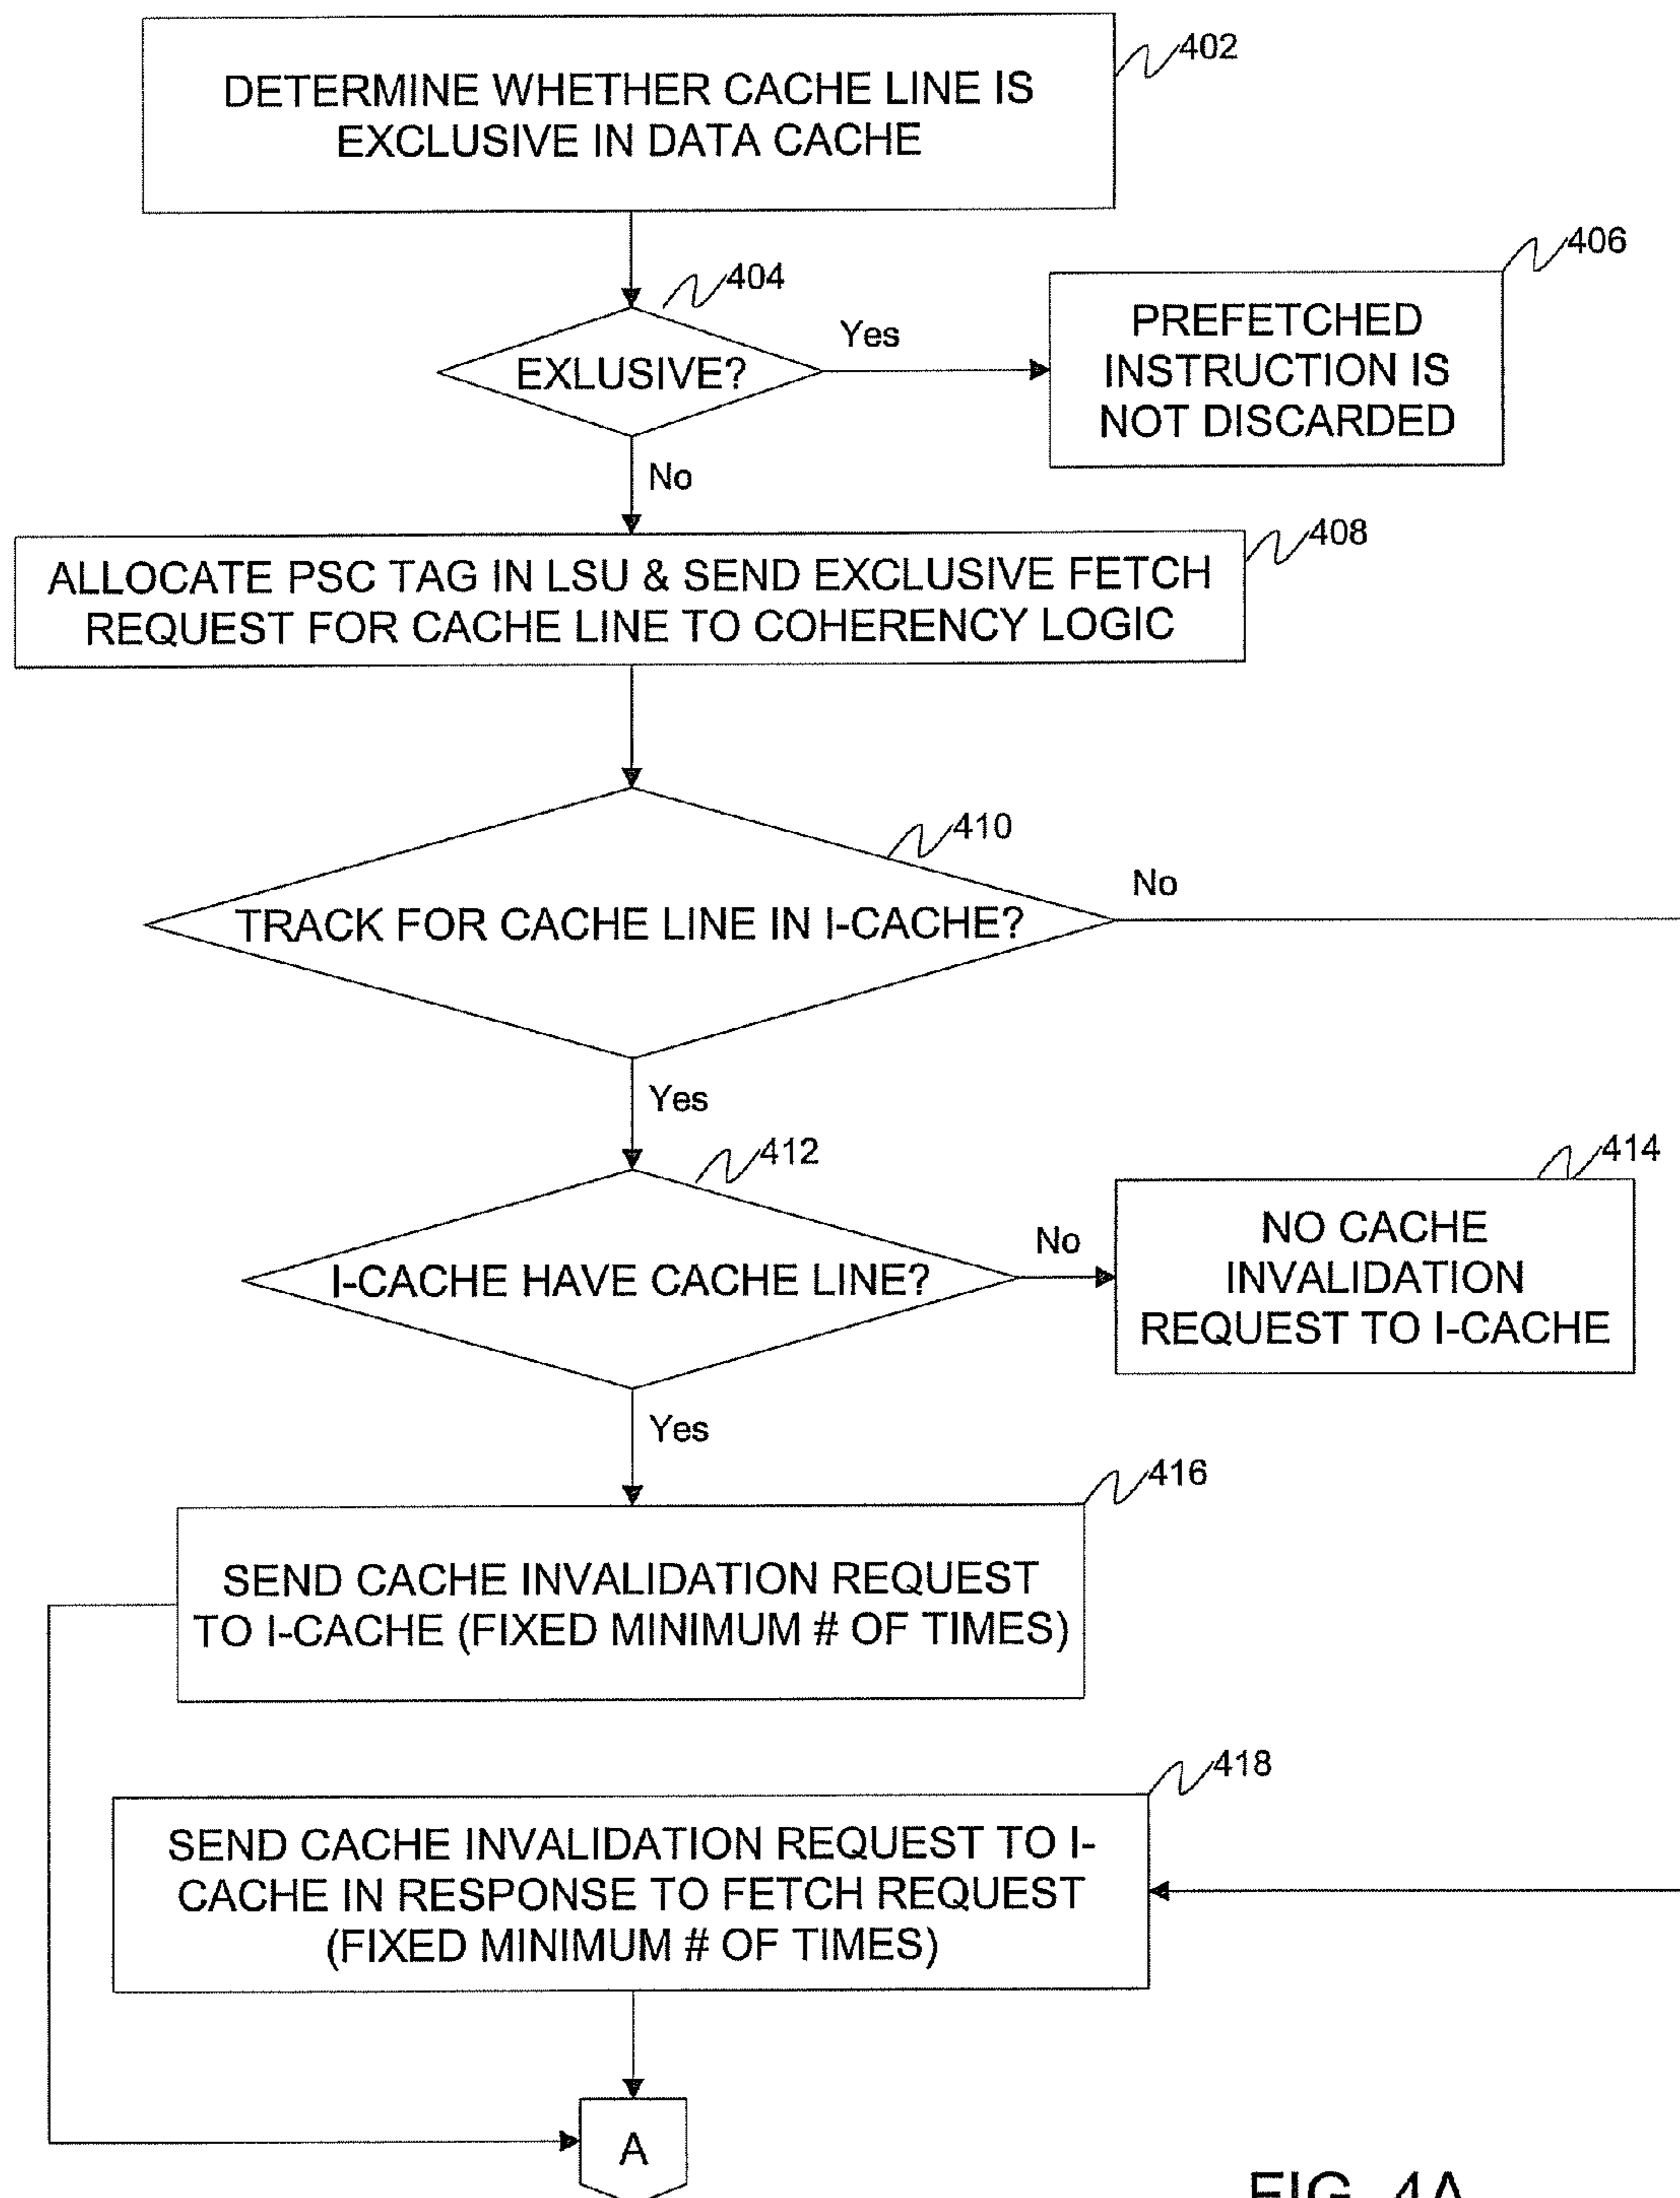 402
DETERMINE WHETHER CACHE LINE IS
EXCLUSIVE IN DATA CACHE
404
EXLUSIVE?
Yes
406
PREFETCHED
INSTRUCTION IS
NOT DISCARDED
No
408
ALLOCATE PSC TAG IN LSU & SEND EXCLUSIVE FETCH
REQUEST FOR CACHE LINE TO COHERENCY LOGIC
410
TRACK FOR CACHE LINE IN I-CACHE?
No
Yes
412
I-CACHE HAVE CACHE LINE?
No
414
NO CACHE
INVALIDATION
REQUEST TO I-CACHE
Yes
416
SEND CACHE INVALIDATION REQUEST
TO I-CACHE (FIXED MINIMUM # OF TIMES)
418
SEND CACHE INVALIDATION REQUEST TO I-
CACHE IN RESPONSE TO FETCH REQUEST
(FIXED MINIMUM # OF TIMES)
A
FIG. 4A